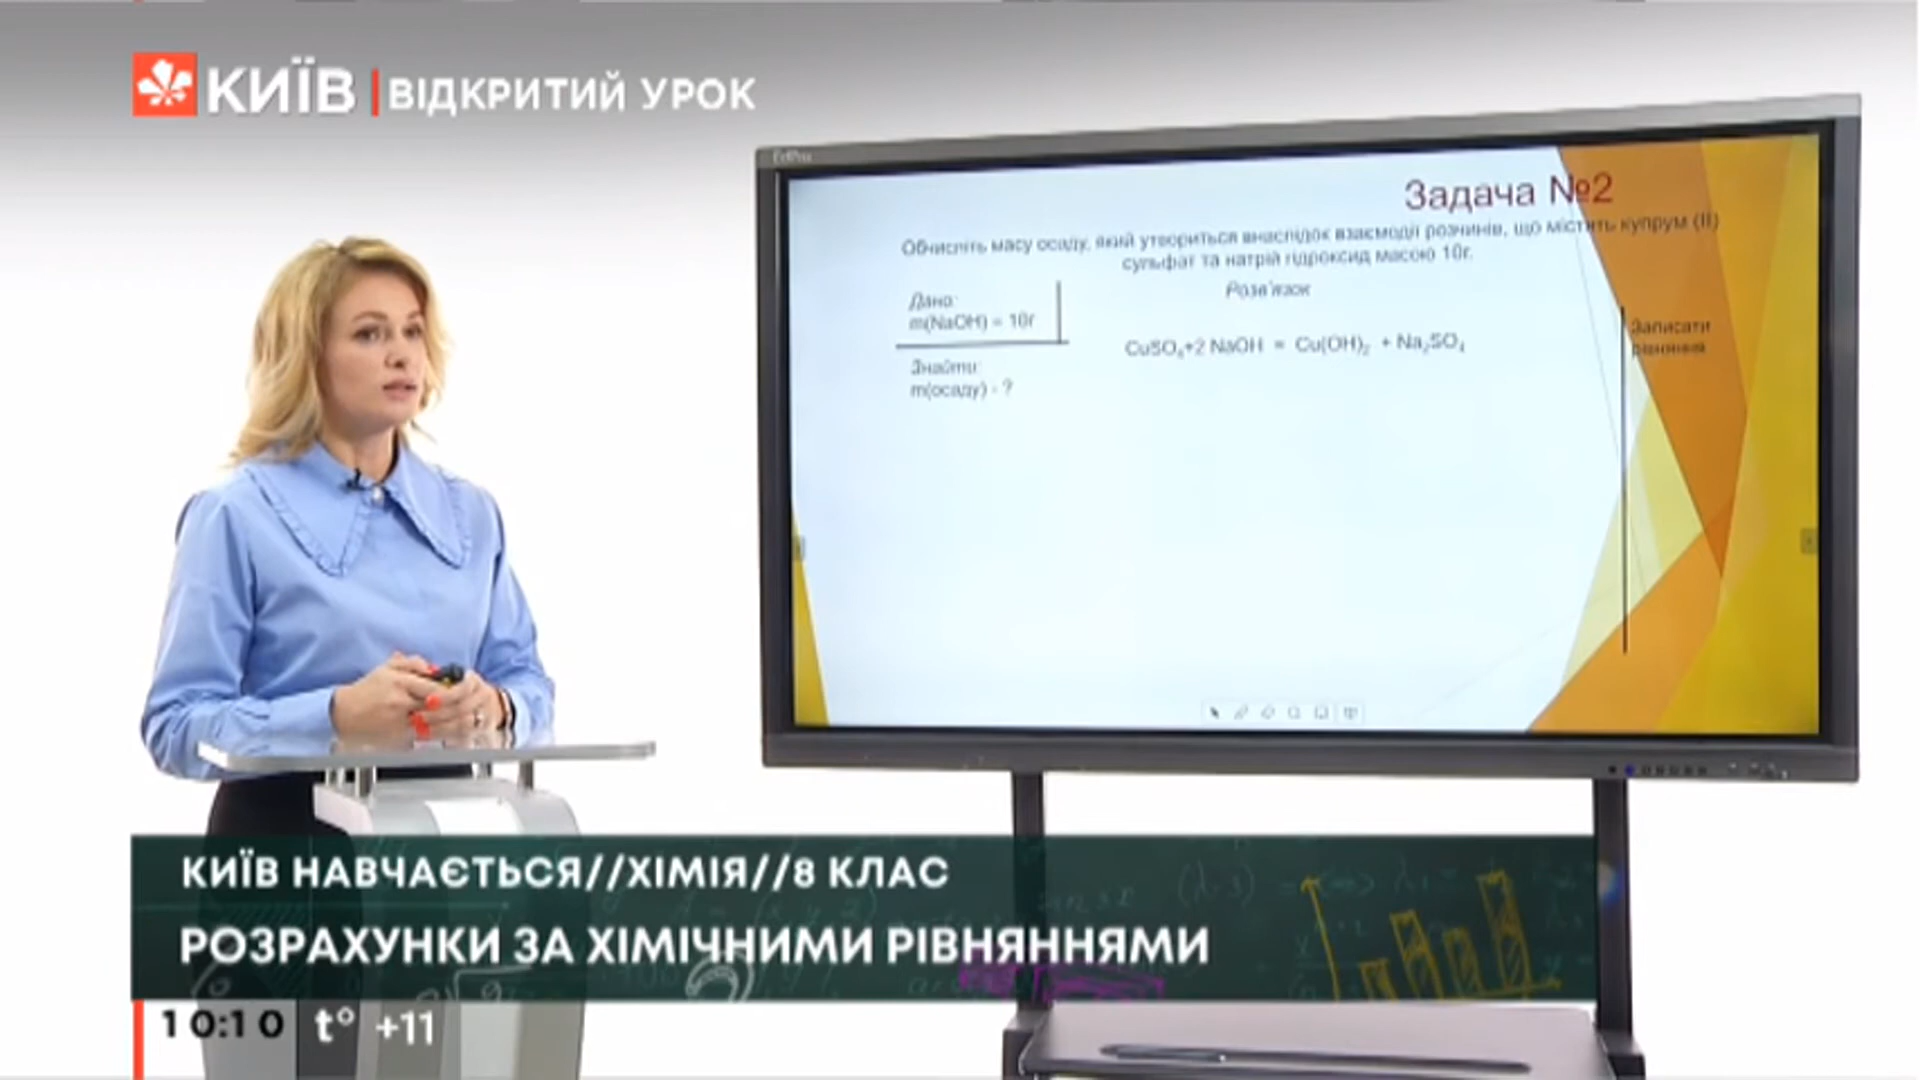 КИЇВ | ВІДКРИТИЙ УРОК
Задача №2
Обчисліть масу осаду, який утвориться внаслідок взаємодії розчинів, що містять купрум (ІІ)
сульфат та натрій гідроксид масою 10г.
Розв'язок
Дано:
m(NaOH) = 10г
Знайти:
m(осаду) - ?
CuSO₄+2 NaOH = Cu(OH)₂ + Na₂SO₄
Записати
рівняння
КИЇВ НАВЧАЄТЬСЯ//ХІМІЯ//8 КЛАС
РОЗРАХУНКИ ЗА ХІМІЧНИМИ РІВНЯННЯМИ
10:10 t° +11